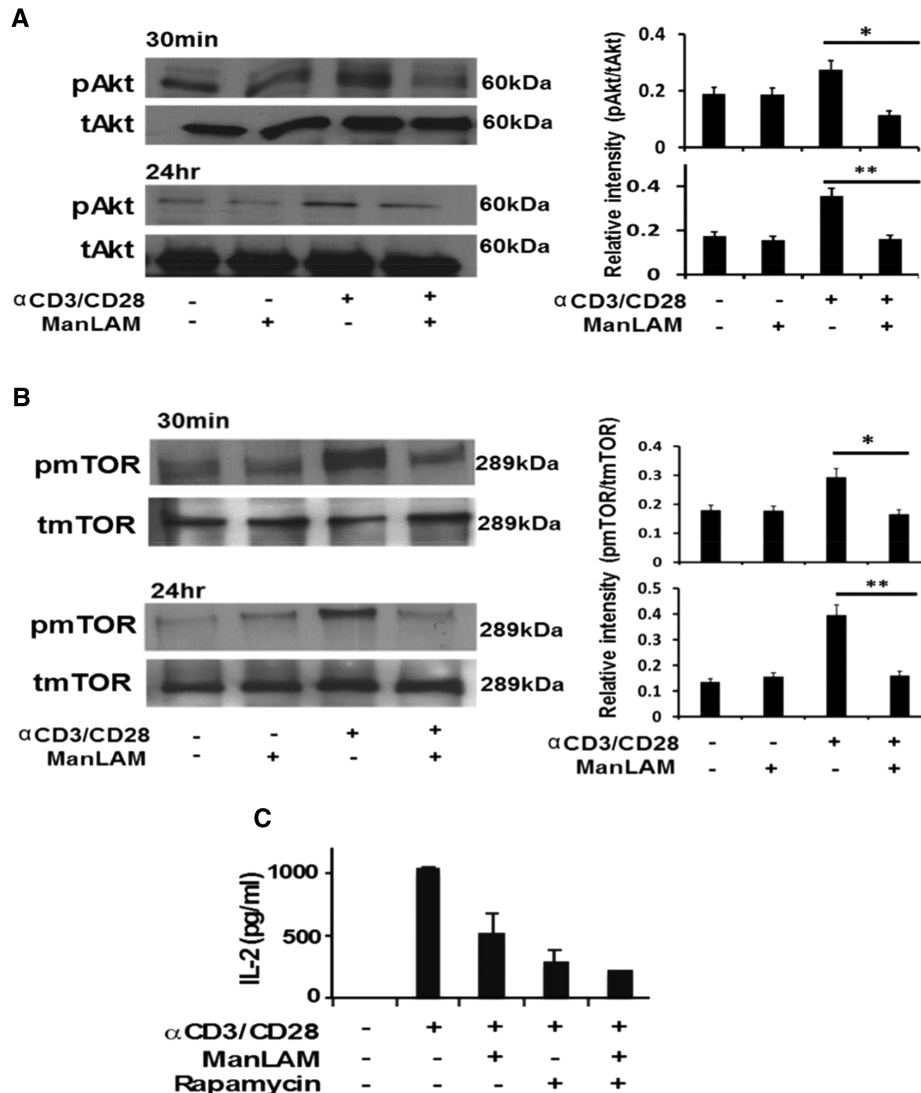 A
30min
pAkt 60kDa
tAkt 60kDa
24hr
pAkt 60kDa
tAkt 60kDa
αCD3/CD28 - - + +
ManLAM - + - +
Relative intensity (pAkt/tAkt)
0.4
0.2
0
*
0.4
0.2
0
**
αCD3/CD28 - - + +
ManLAM - + - +
B
30min
pmTOR 289kDa
tmTOR 289kDa
24hr
pmTOR 289kDa
tmTOR 289kDa
αCD3/CD28 - - + +
ManLAM - + - +
Relative intensity (pmTOR/tmTOR)
0.4
0.3
0.2
0.1
0
*
0.5
0.4
0.3
0.2
0.1
0
**
αCD3/CD28 - - + +
ManLAM - + - +
C
IL-2 (pg/ml)
1000
500
0
αCD3/CD28 - + + + +
ManLAM - - + - +
Rapamycin - - - + +